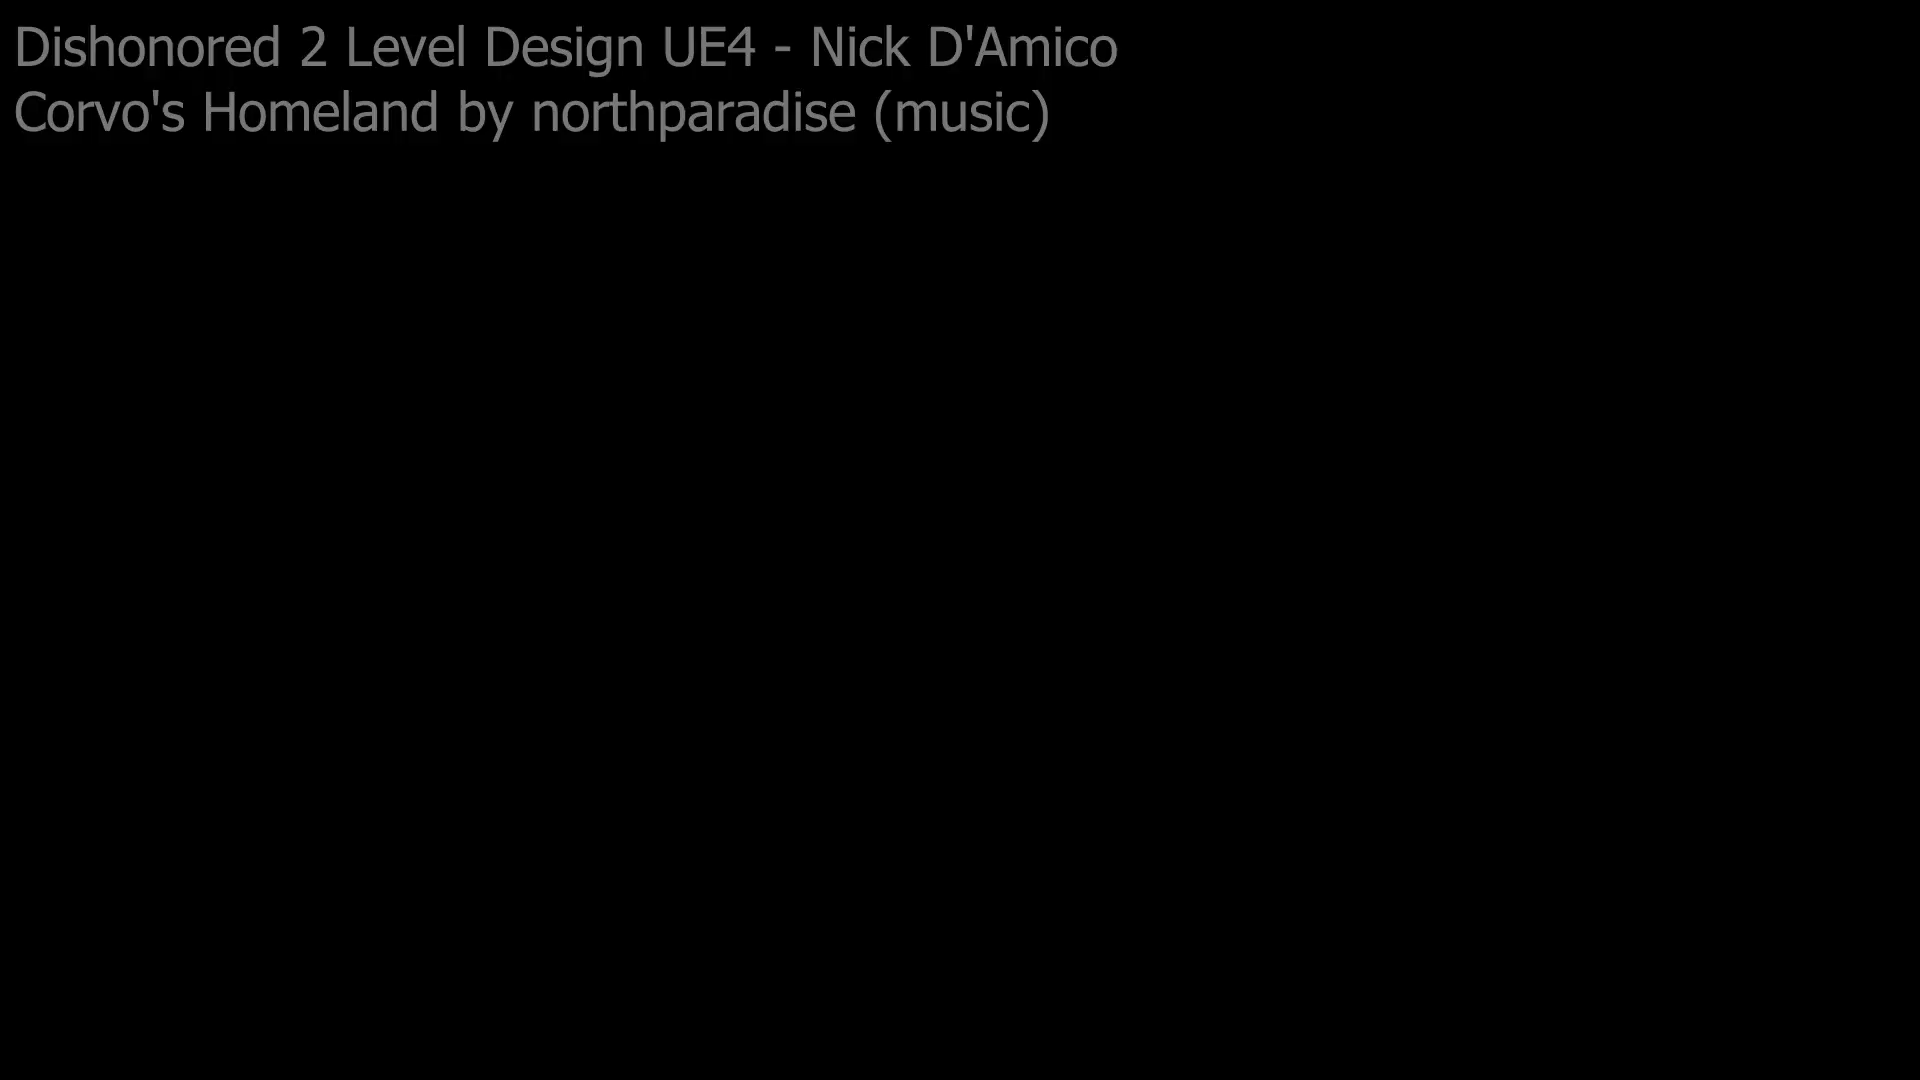 Dishonored 2 Level Design UE4 - Nick D'Amico
Corvo's Homeland by northparadise (music)